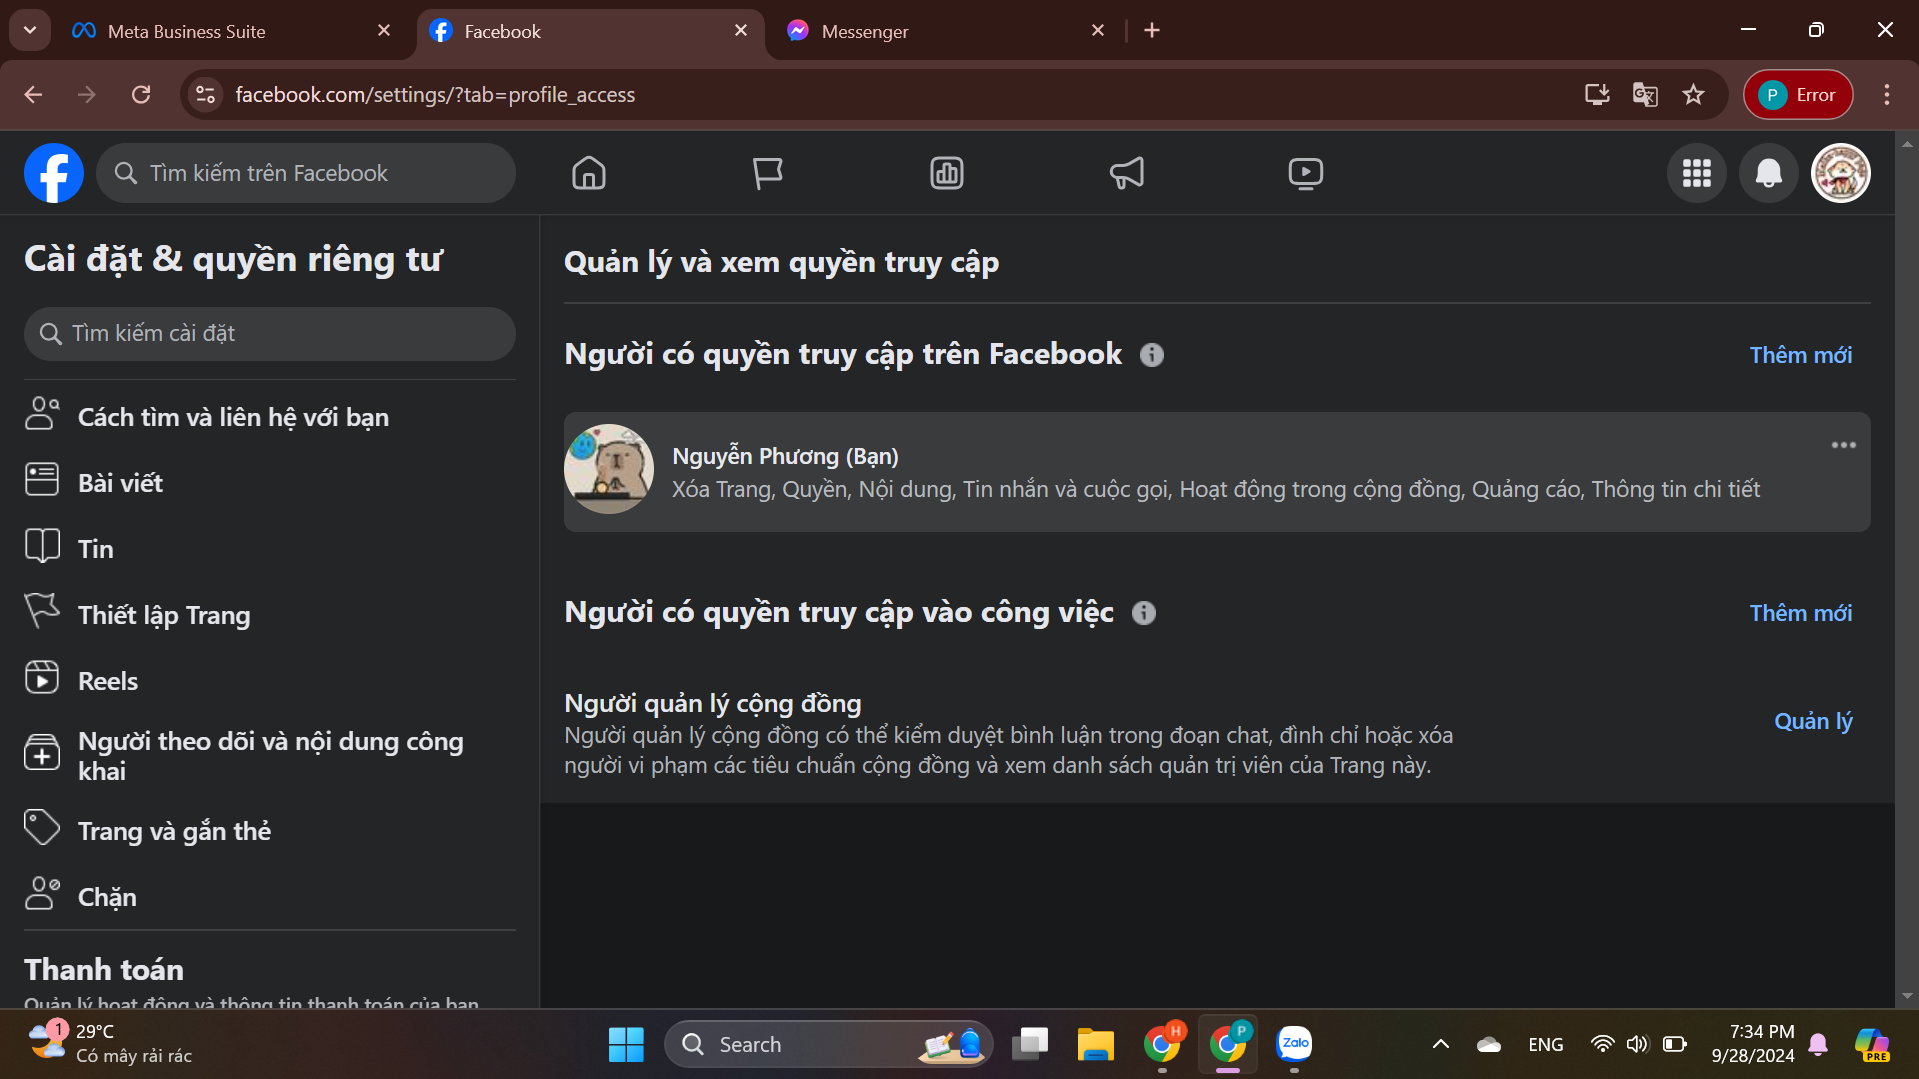 Meta Business Suite
Facebook
Messenger
facebook.com/settings/?tab=profile_access
P Error
Tìm kiếm trên Facebook
Cài đặt & quyền riêng tư
Tìm kiếm cài đặt
Cách tìm và liên hệ với bạn
Bài viết
Tin
Thiết lập Trang
Reels
Người theo dõi và nội dung công
khai
Trang và gắn thẻ
Chặn
Thanh toán
Quản lý hoạt động và thông tin thanh toán của bạn
Quản lý và xem quyền truy cập
Người có quyền truy cập trên Facebook
Thêm mới
Nguyễn Phương (Bạn)
Xóa Trang, Quyền, Nội dung, Tin nhắn và cuộc gọi, Hoạt động trong cộng đồng, Quảng cáo, Thông tin chi tiết
Người có quyền truy cập vào công việc
Thêm mới
Người quản lý cộng đồng
Người quản lý cộng đồng có thể kiểm duyệt bình luận trong đoạn chat, đình chỉ hoặc xóa
người vi phạm các tiêu chuẩn cộng đồng và xem danh sách quản trị viên của Trang này.
Quản lý
1
29°C
Có mây rải rác
Search
H
P
Zalo
ENG
7:34 PM
9/28/2024
PRE